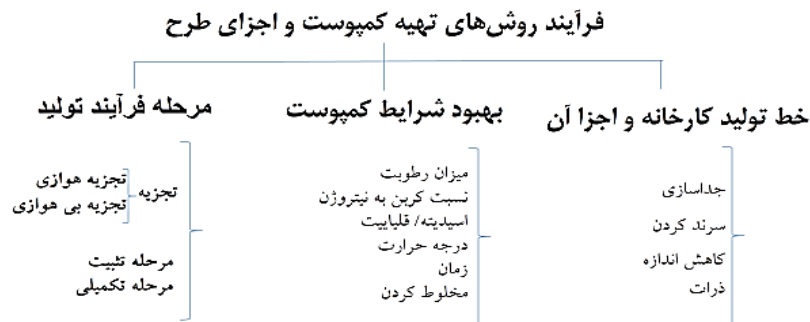 فرآیند روش‌های تهیه کمپوست و اجزای طرح
خط تولید کارخانه و اجزا آن
جداسازی
سرند کردن
کاهش اندازه
ذرات
بهبود شرایط کمپوست
میزان رطوبت
نسبت کربن به نیتروژن
اسیدیته/ قلیاییت
درجه حرارت
زمان
مخلوط کردن
مرحله فرآیند تولید
تجزیه
تجزیه هوازی
تجزیه بی هوازی
مرحله تثبیت
مرحله تکمیلی